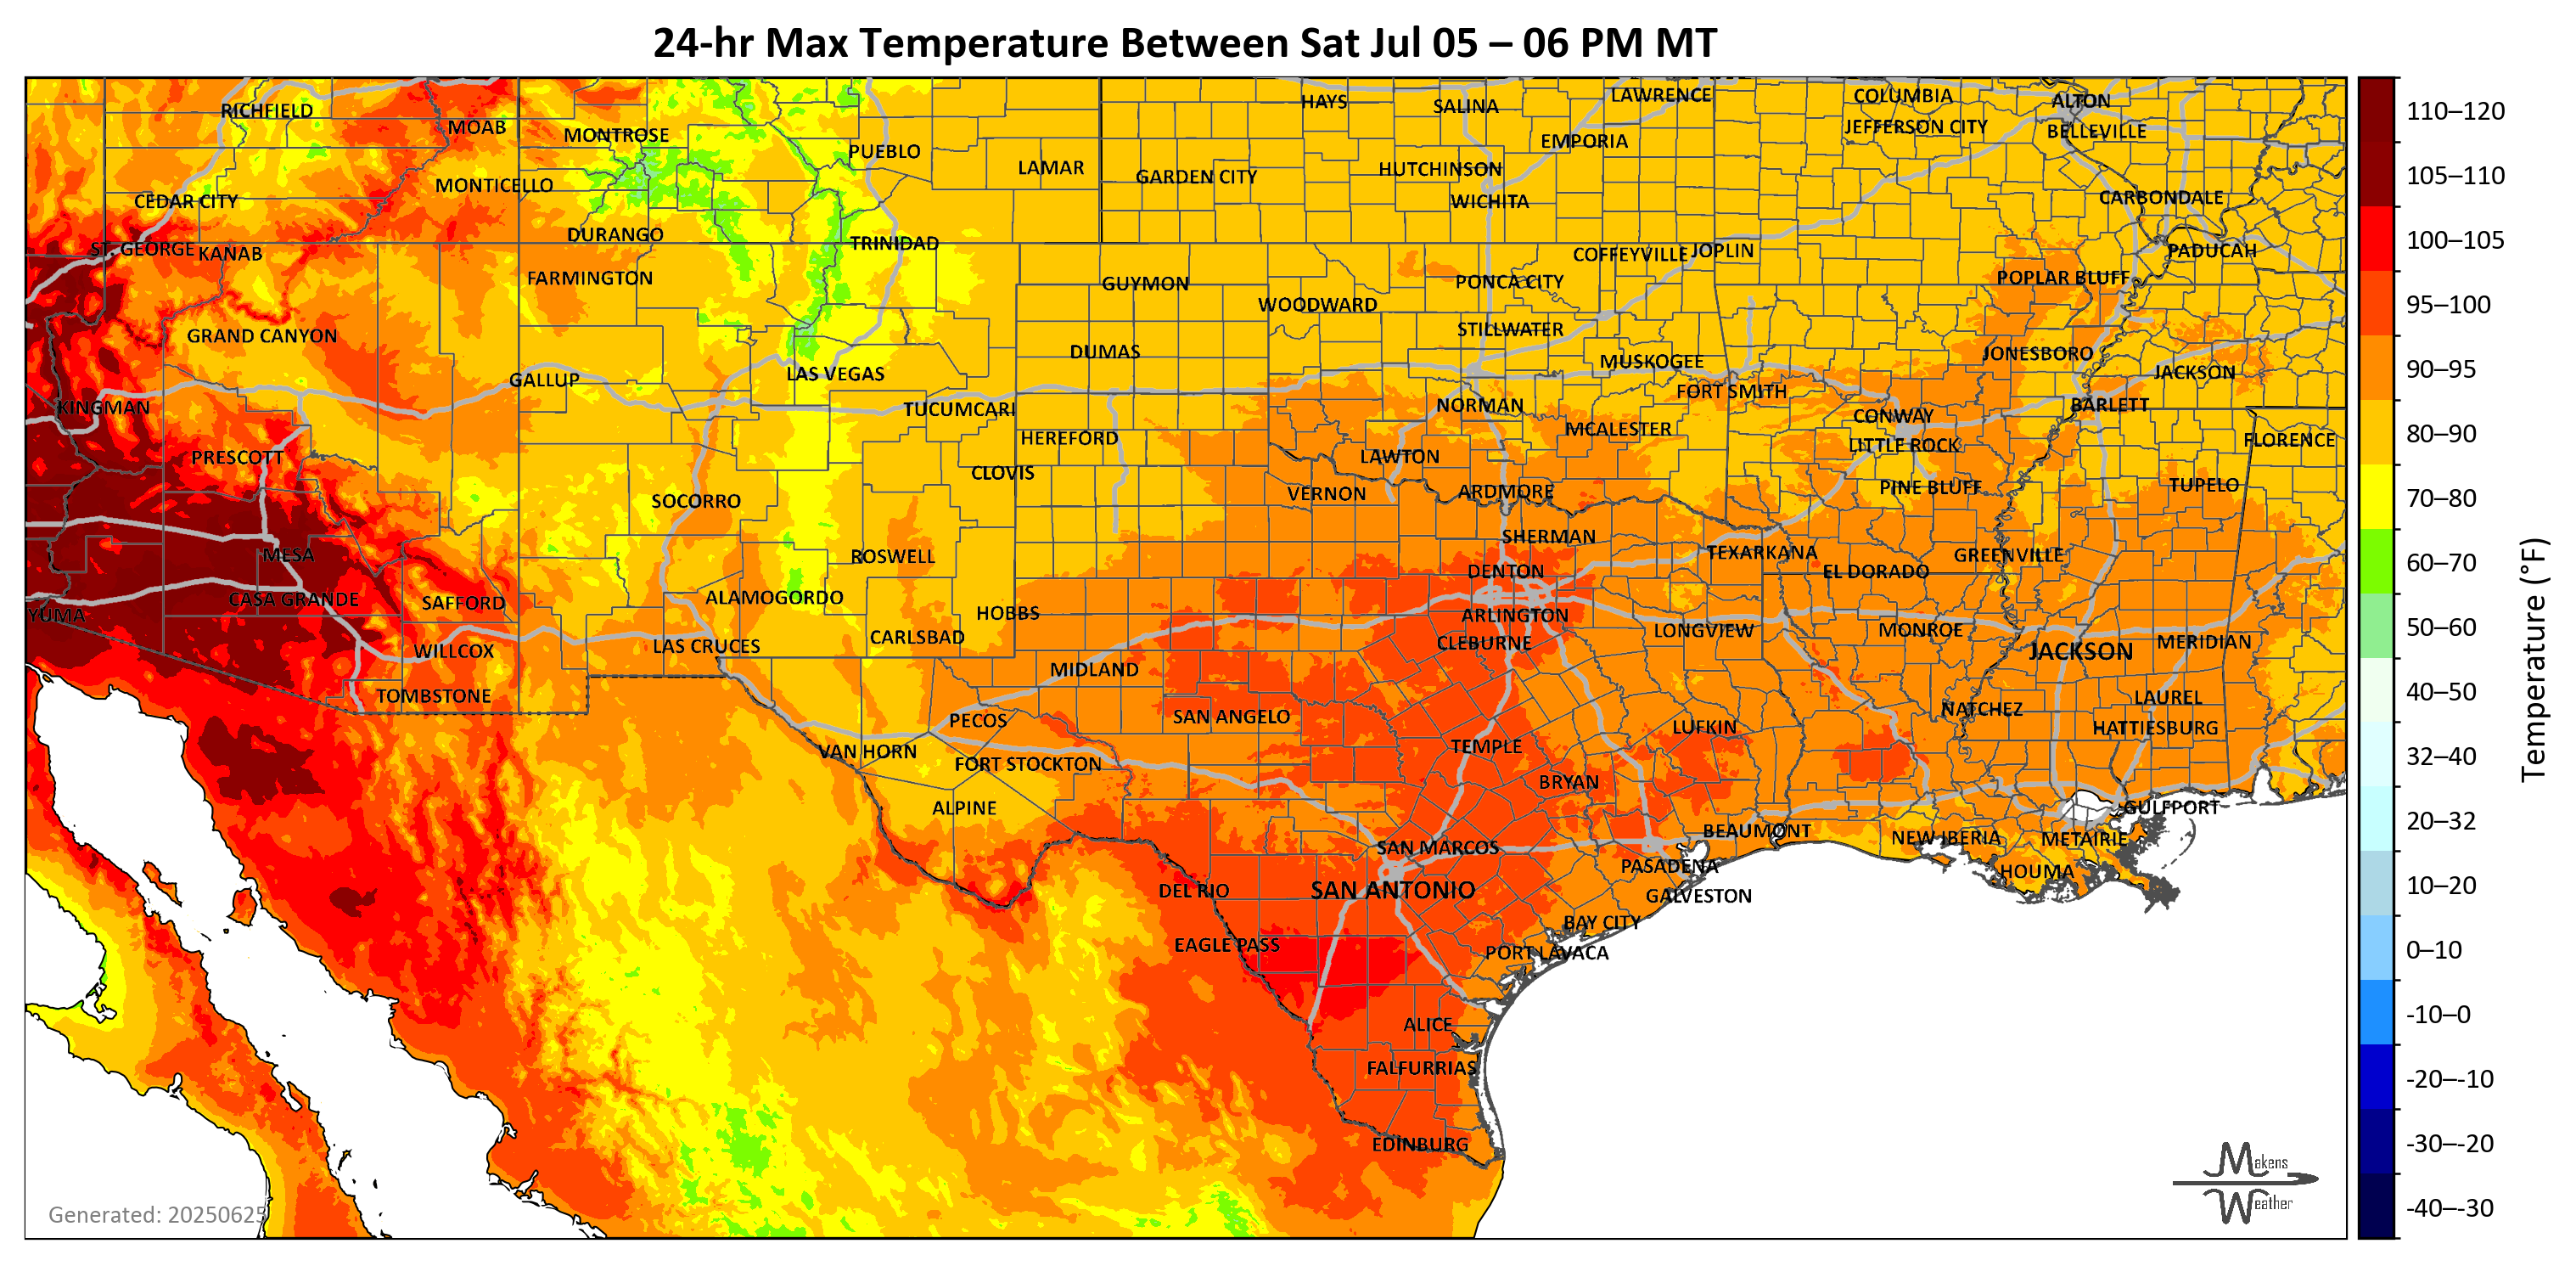 24-hr Max Temperature Between Sat Jul 05 – 06 PM MT
RICHFIELD
MOAB
MONTROSE
PUEBLO
LAMAR
HAYS
SALINA
LAWRENCE
COLUMBIA
ALTON
GARDEN CITY
HUTCHINSON
EMPORIA
JEFFERSON CITY
BELLEVILLE
CEDAR CITY
MONTICELLO
WICHITA
CARBONDALE
ST. GEORGE
KANAB
DURANGO
TRINIDAD
COFFEYVILLE
JOPLIN
PADUCAH
FARMINGTON
GUYMON
WOODWARD
PONCA CITY
POPLAR BLUFF
GRAND CANYON
DUMAS
STILLWATER
MUSKOGEE
JONESBORO
KINGMAN
GALLUP
LAS VEGAS
TUCUMCARI
NORMAN
FORT SMITH
CONWAY
JACKSON
BARLETT
PRESCOTT
HEREFORD
LAWTON
MCALESTER
LITTLE ROCK
FLORENCE
SOCORRO
CLOVIS
VERNON
ARDMORE
PINE BLUFF
TUPELO
MESA
ROSWELL
SHERMAN
TEXARKANA
GREENVILLE
YUMA
CASA GRANDE
SAFFORD
ALAMOGORDO
HOBBS
DENTON
EL DORADO
WILLCOX
LAS CRUCES
CARLSBAD
ARLINGTON
CLEBURNE
LONGVIEW
MONROE
JACKSON
MERIDIAN
TOMBSTONE
MIDLAND
SAN ANGELO
NATCHEZ
LAUREL
PECOS
VAN HORN
FORT STOCKTON
TEMPLE
LUFKIN
HATTIESBURG
ALPINE
BRYAN
GULFPORT
SAN MARCOS
BEAUMONT
NEW IBERIA
METAIRIE
DEL RIO
SAN ANTONIO
PASADENA
HOUMA
GALVESTON
EAGLE PASS
BAY CITY
PORT LAVACA
ALICE
FALFURRIAS
EDINBURG
Generated: 20250625
Makens
Weather
110–120
105–110
100–105
95–100
90–95
80–90
70–80
60–70
50–60
40–50
32–40
20–32
10–20
0–10
-10–0
-20–-10
-30–-20
-40–-30
Temperature (°F)